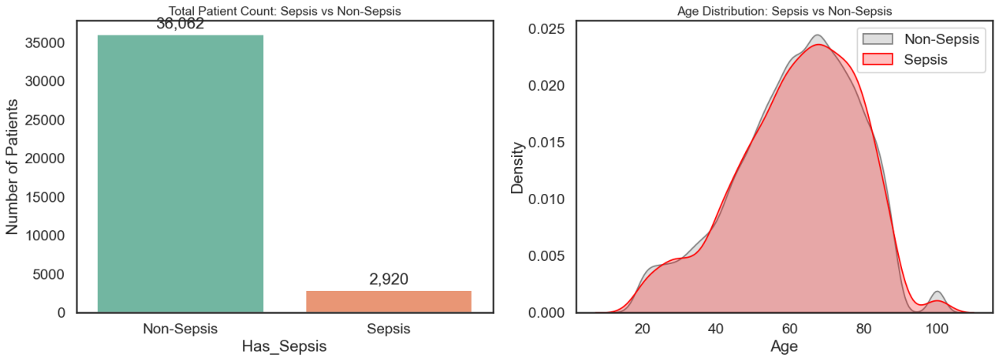 Total Patient Count: Sepsis vs Non-Sepsis
36,062
35000
30000
25000
20000
15000
10000
5000
0
2,920
Number of Patients
Non-Sepsis
Sepsis
Has_Sepsis
Age Distribution: Sepsis vs Non-Sepsis
0.025
0.020
0.015
0.010
0.005
0.000
Density
Non-Sepsis
Sepsis
20
40
60
80
100
Age